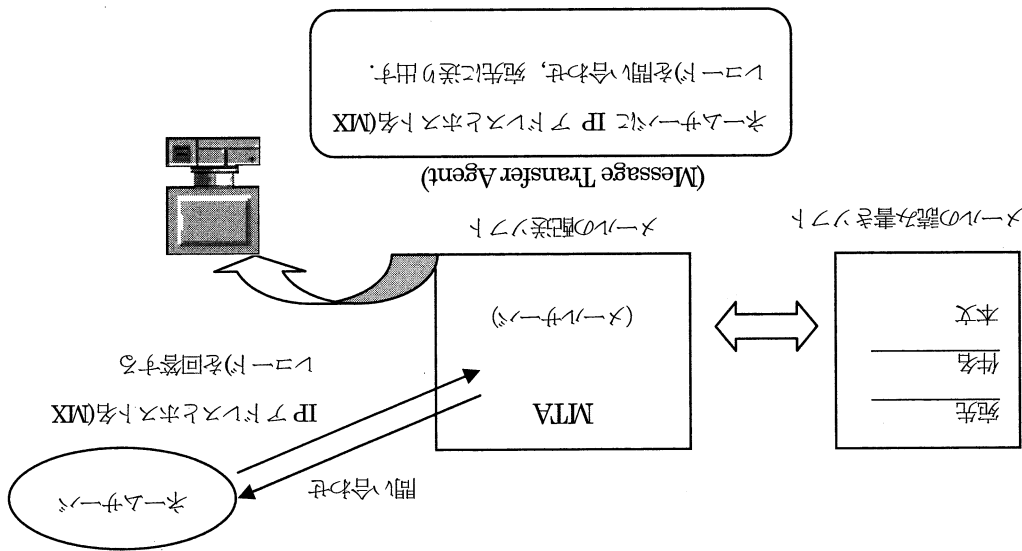 ネームサーバ
問い合わせ
IP アドレスとホスト名(MX
レコード)を回答する
宛先
件名
本文
メールの読み書きソフト
MTA
(メールサーバ)
メールの配送ソフト
(Message Transfer Agent)
ネームサーバに IP アドレスとホスト名(MX
レコード)を問い合わせ, 宛先に送り出す.